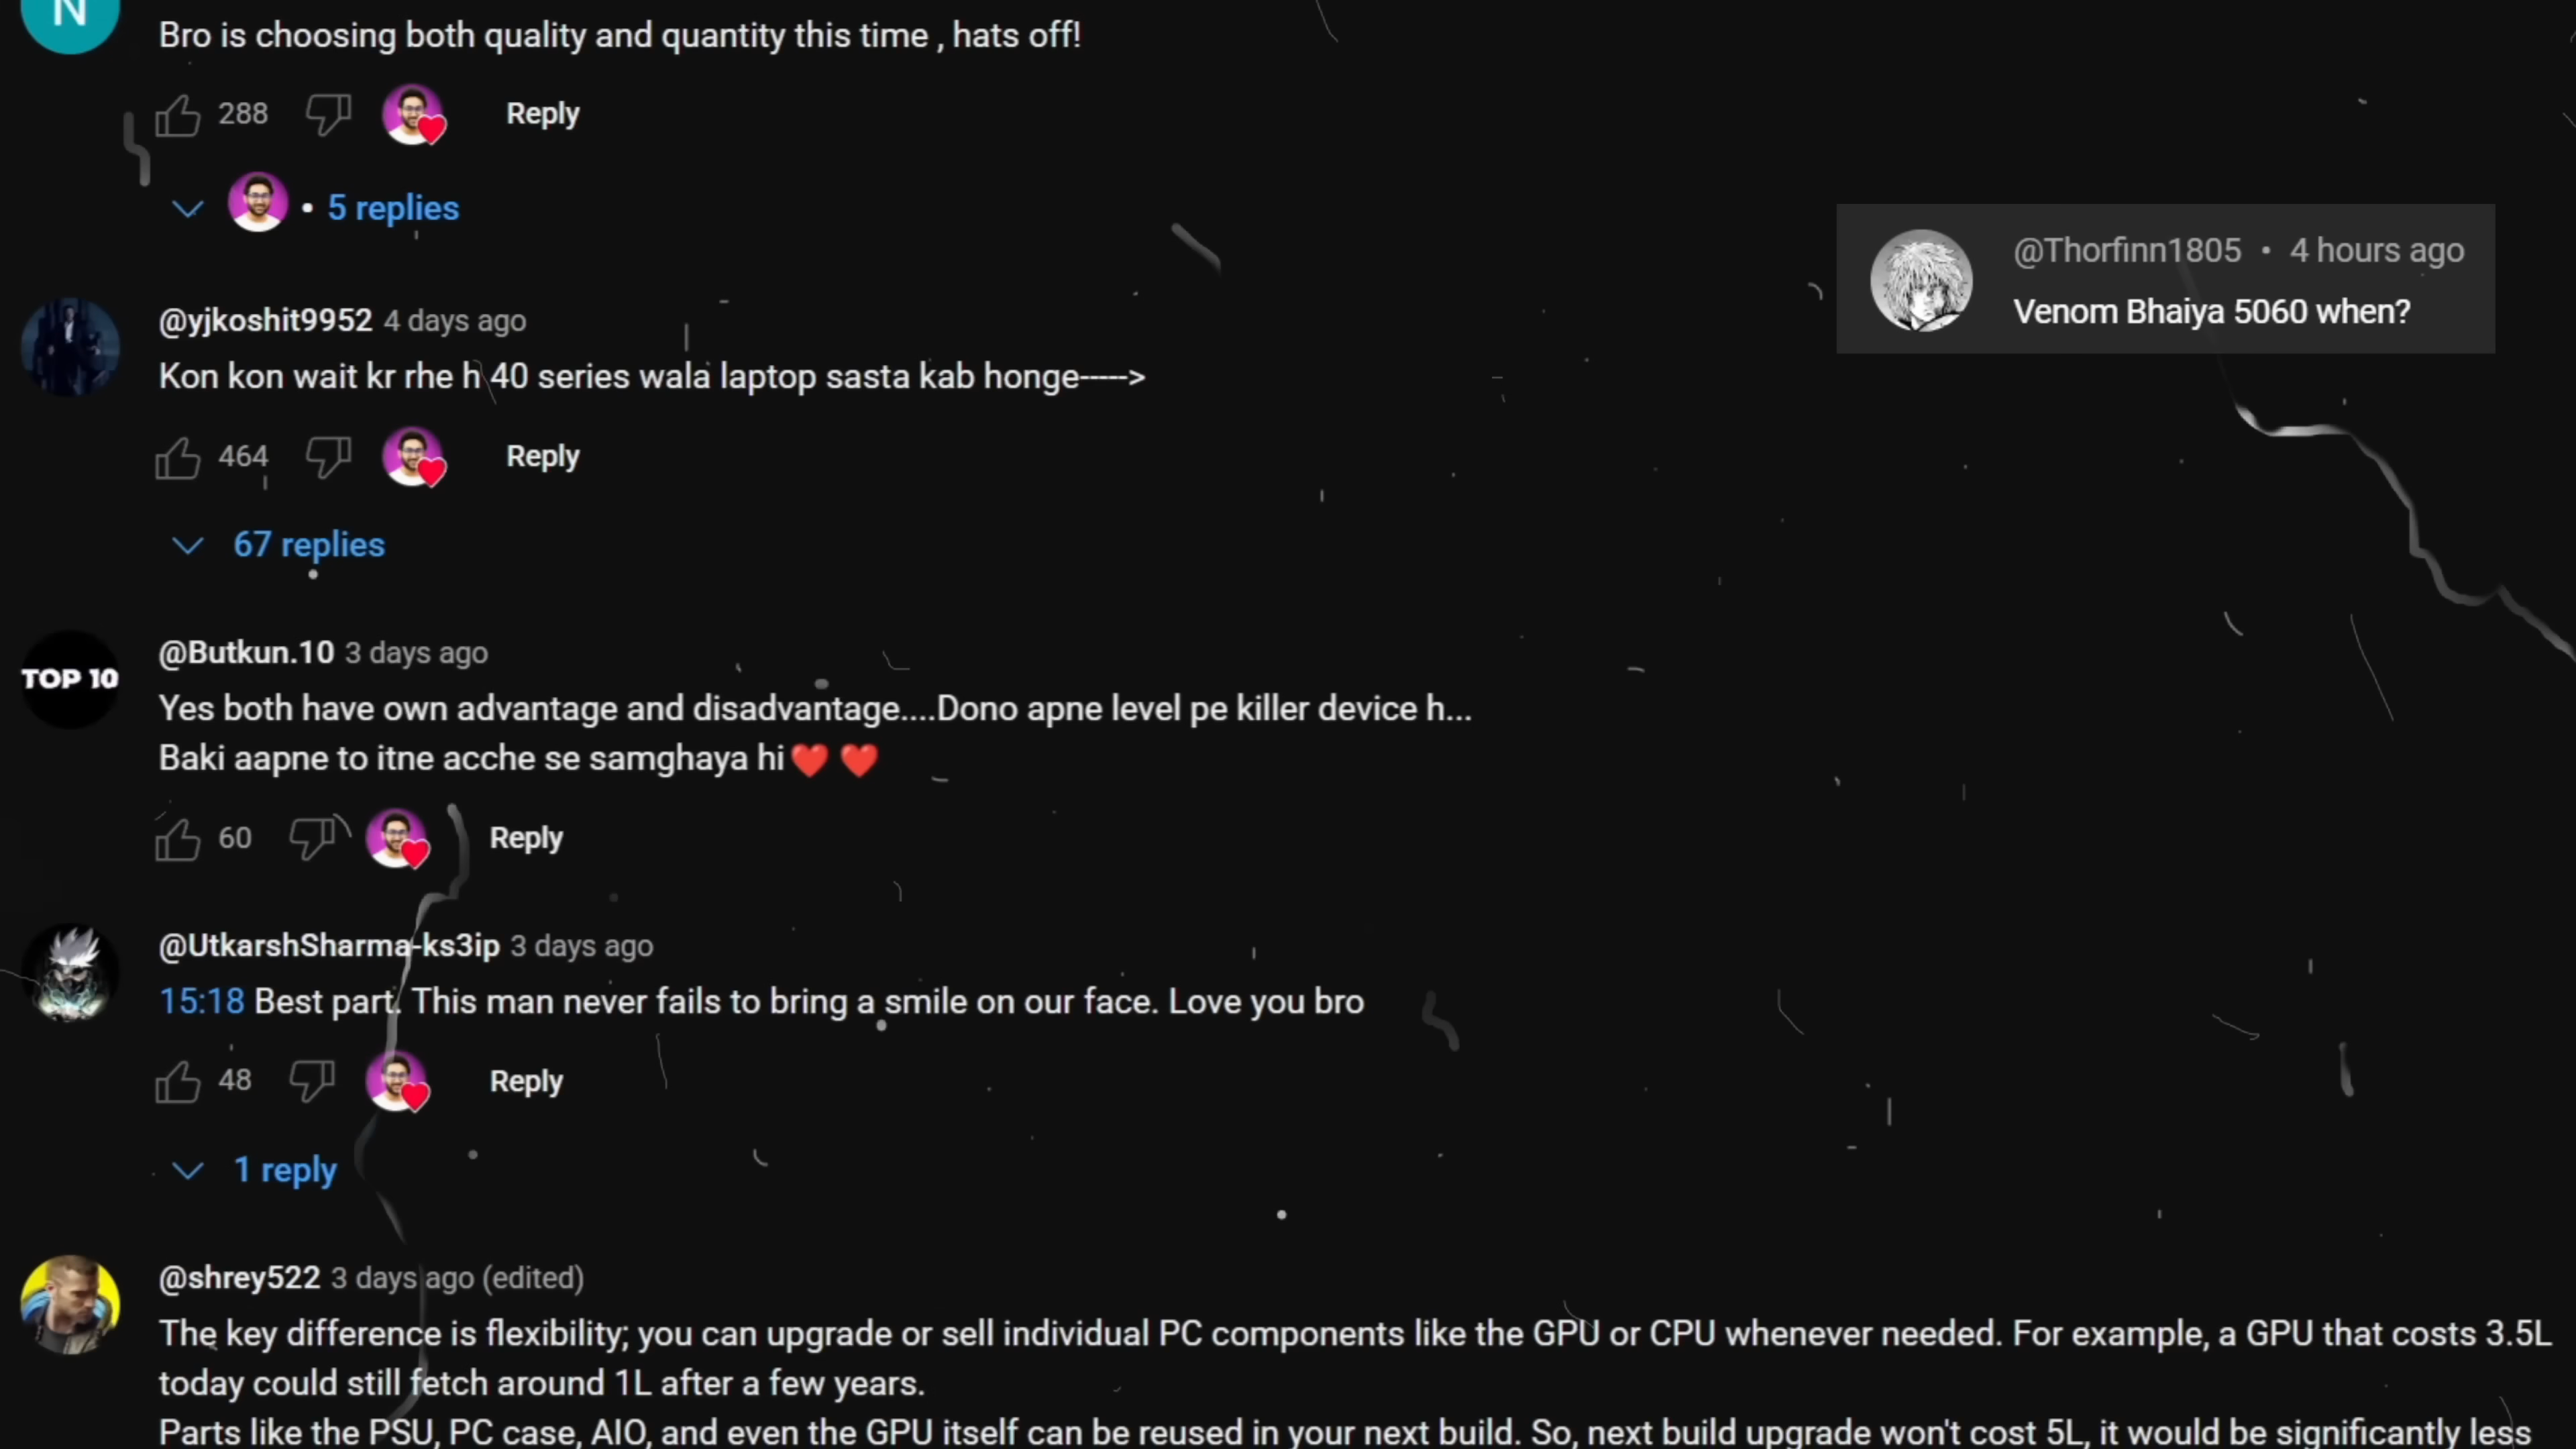 N
Bro is choosing both quality and quantity this time , hats off!
288 Reply
• 5 replies
@Thorfinn1805 • 4 hours ago
Venom Bhaiya 5060 when?
@yjkoshit9952 4 days ago
Kon kon wait kr rhe h 40 series wala laptop sasta kab honge----->
464 Reply
67 replies
TOP 10
@Butkun.10 3 days ago
Yes both have own advantage and disadvantage....Dono apne level pe killer device h...
Baki aapne to itne acche se samghaya hi❤️ ❤️
60 Reply
@UtkarshSharma-ks3ip 3 days ago
15:18 Best part. This man never fails to bring a smile on our face. Love you bro
48 Reply
1 reply
@shrey522 3 days ago (edited)
The key difference is flexibility; you can upgrade or sell individual PC components like the GPU or CPU whenever needed. For example, a GPU that costs 3.5L
today could still fetch around 1L after a few years.
Parts like the PSU, PC case, AIO, and even the GPU itself can be reused in your next build. So, next build upgrade won't cost 5L, it would be significantly less